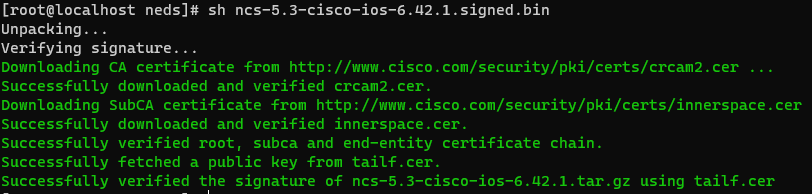 [root@localhost neds]# sh ncs-5.3-cisco-ios-6.42.1.signed.bin
Unpacking...
Verifying signature...
Downloading CA certificate from http://www.cisco.com/security/pki/certs/crcam2.cer ...
Successfully downloaded and verified crcam2.cer.
Downloading SubCA certificate from http://www.cisco.com/security/pki/certs/innerspace.cer
Successfully downloaded and verified innerspace.cer.
Successfully verified root, subca and end-entity certificate chain.
Successfully fetched a public key from tailf.cer.
Successfully verified the signature of ncs-5.3-cisco-ios-6.42.1.tar.gz using tailf.cer